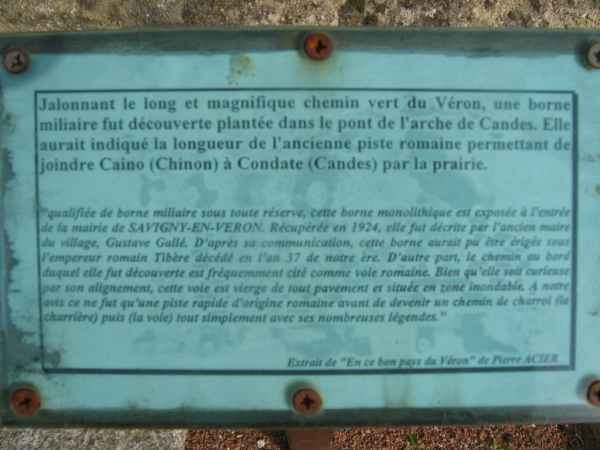 Jalonnant le long et magnifique chemin vert du Véron, une borne
miliaire fut découverte plantée dans le pont de l'arche de Candes. Elle
aurait indiqué la longueur de l'ancienne piste romaine permettant de
joindre Caino (Chinon) à Condate (Candes) par la prairie.
"qualifiée de borne miliaire sous toute réserve, cette borne monolithique est exposée à l'entrée
de la mairie de SAVIGNY-EN-VERON. Récupérée en 1924, elle fut décrite par l'ancien maire
du village, Gustave Gallé. D'après sa communication, cette borne aurait pu être érigée sous
l'empereur romain Tibère décédé en l'an 37 de notre ère. D'autre part, le chemin au bord
duquel elle fut découverte est fréquemment cité comme voie romaine. Bien qu'elle soit curieuse
par son alignement, cette voie est vierge de tout pavement et située en zone inondable. A notre
avis ce ne fut qu'une piste rapide d'origine romaine avant de devenir un chemin de charroi (la
charrière) puis (la voie) tout simplement avec ses nombreuses légendes."
Extrait de "En ce bon pays du Véron" de Pierre ACIER